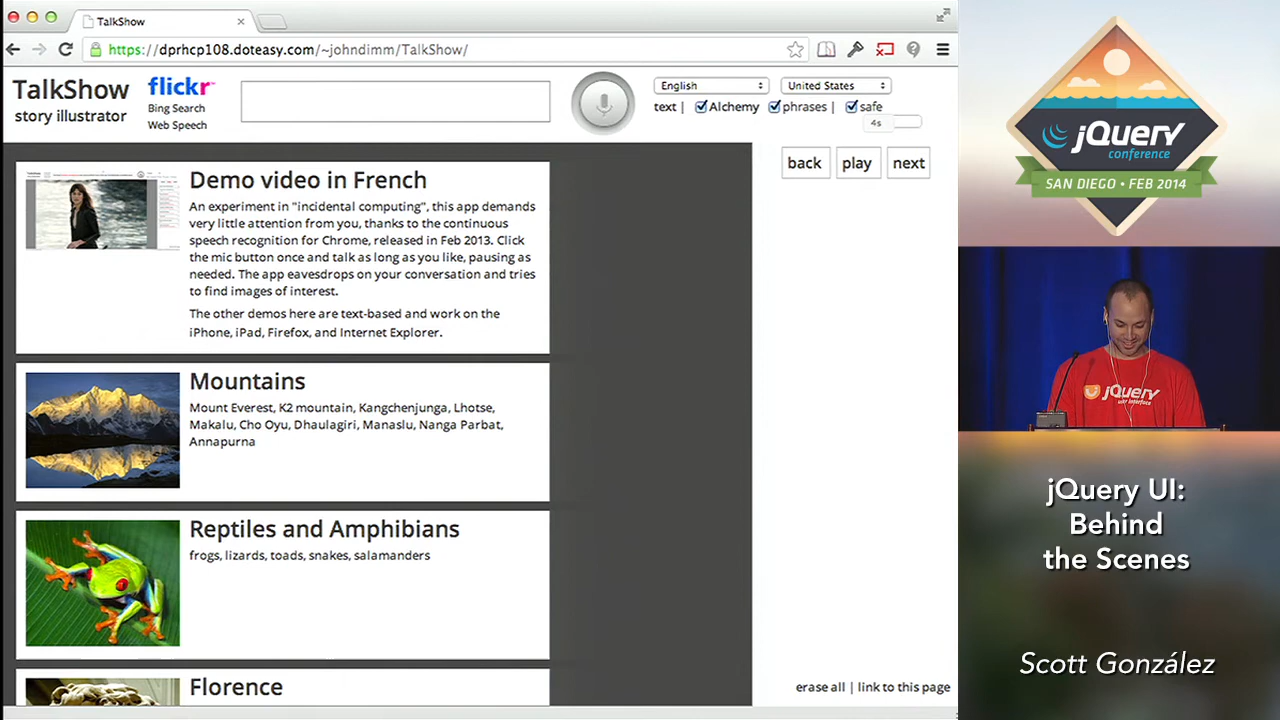 TalkShow
https://dprhcp108.doteasy.com/~johndimm/TalkShow/
TalkShow
story illustrator
flickr
Bing Search
Web Speech
English
United States
text | Alchemy phrases | safe
4s
back
play
next
Demo video in French
An experiment in "incidental computing", this app demands
very little attention from you, thanks to the continuous
speech recognition for Chrome, released in Feb 2013. Click
the mic button once and talk as long as you like, pausing as
needed. The app eavesdrops on your conversation and tries
to find images of interest.
The other demos here are text-based and work on the
iPhone, iPad, Firefox, and Internet Explorer.
Mountains
Mount Everest, K2 mountain, Kangchenjunga, Lhotse,
Makalu, Cho Oyu, Dhaulagiri, Manaslu, Nanga Parbat,
Annapurna
Reptiles and Amphibians
frogs, lizards, toads, snakes, salamanders
Florence
erase all | link to this page
jQuery
conference
SAN DIEGO • FEB 2014
jQuery
user interface
jQuery UI:
Behind
the Scenes
Scott González